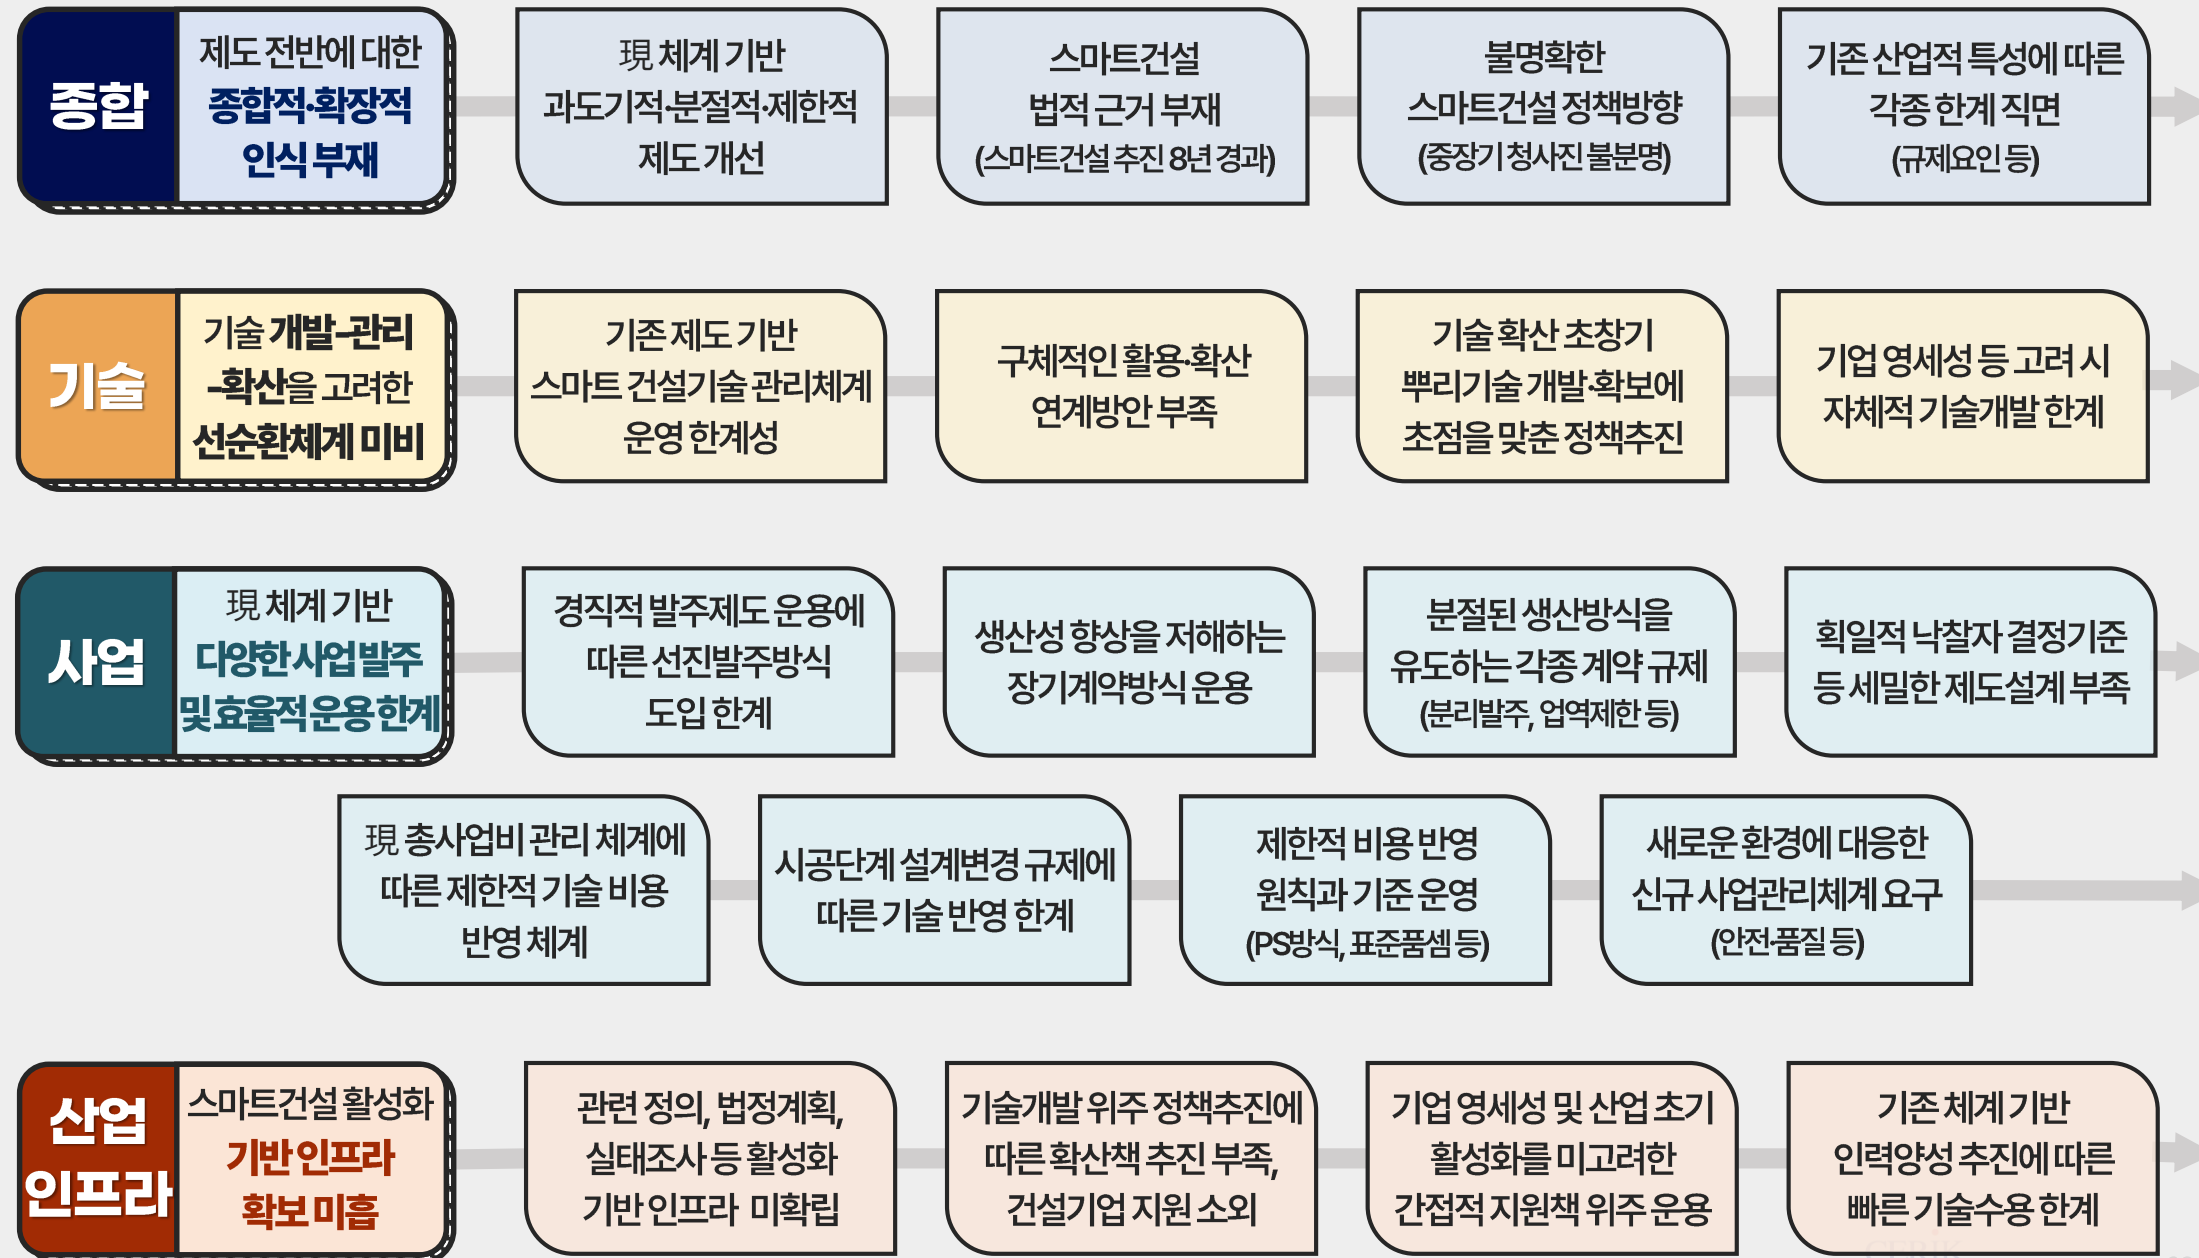 종합
제도 전반에 대한
종합적·확장적
인식 부재
現 체계 기반
과도기적·분절적·제한적
제도 개선
스마트건설
법적 근거 부재
(스마트건설 추진 8년 경과)
불명확한
스마트건설 정책방향
(중장기 청사진 불분명)
기존 산업적 특성에 따른
각종 한계 직면
(규제요인 등)
기술
기술 개발-관리
-확산을 고려한
선순환체계 미비
기존 제도 기반
스마트 건설기술 관리체계
운영 한계성
구체적인 활용·확산
연계방안 부족
기술 확산 초창기
뿌리기술 개발·확보에
초점을 맞춘 정책추진
기업 영세성 등 고려 시
자체적 기술개발 한계
사업
現 체계 기반
다양한 사업 발주
및 효율적 운용 한계
경직적 발주제도 운용에
따른 선진발주방식
도입 한계
생산성 향상을 저해하는
장기계약방식 운용
분절된 생산방식을
유도하는 각종 계약 규제
(분리발주, 업역제한 등)
획일적 낙찰자 결정기준
등 세밀한 제도설계 부족
現 총사업비 관리 체계에
따른 제한적 기술 비용
반영 체계
시공단계 설계변경 규제에
따른 기술 반영 한계
제한적 비용 반영
원칙과 기준 운영
(PS방식, 표준품셈 등)
새로운 환경에 대응한
신규 사업관리체계 요구
(안전·품질 등)
산업
인프라
스마트건설 활성화
기반 인프라
확보 미흡
관련 정의, 법정계획,
실태조사 등 활성화
기반 인프라 미확립
기술개발 위주 정책추진에
따른 확산책 추진 부족,
건설기업 지원 소외
기업 영세성 및 산업 초기
활성화를 미고려한
간접적 지원책 위주 운용
기존 체계 기반
인력양성 추진에 따른
빠른 기술수용 한계